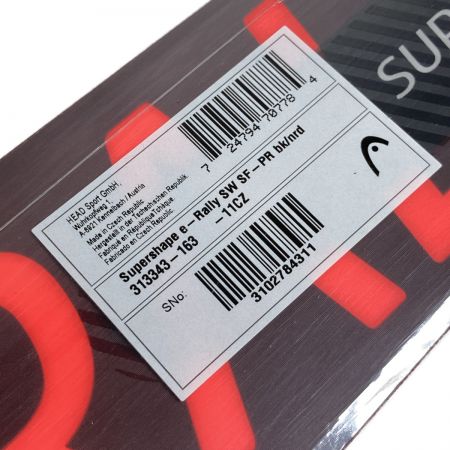 SUP
HEAD Sport GmbH,
Wuhrkopfweg 1,
A-6921 Kennelbach / Austria
Made in Czech Republic
Hergestellt in der Tschechischen Republik
Fabriqué en République Tchèque
Fabricado en Czech Republic
7 24794 70778 4
Supershape e-Rally SW SF-PR bk/nrd
313343-163 -11CZ
SNo:
3102784311